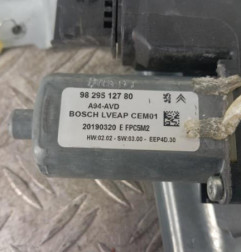 98 295 127 80
A94-AVD
BOSCH LVEAP CEM01
20190320 E FPCSM2
HW:02.02 - SW:03.00 - EEP4D.30